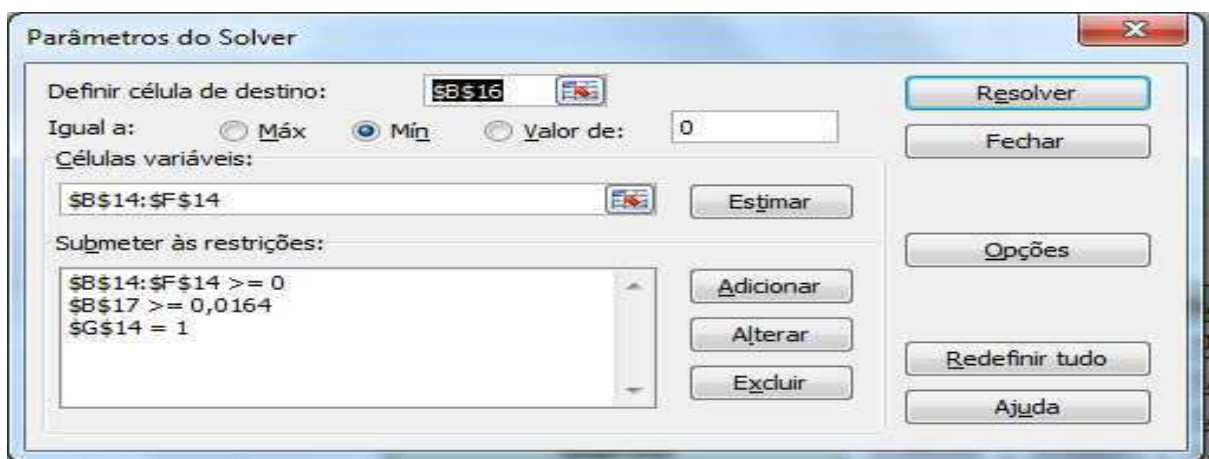 Parâmetros do Solver
Definir célula de destino: $B$16
Resolver
Igual a: Máx Mín Valor de: 0
Fechar
Células variáveis:
$B$14:$F$14 Estimar
Submeter às restrições:
Opções
$B$14:$F$14 >= 0
$B$17 >= 0,0164
$G$14 = 1
Adicionar
Alterar
Excluir
Redefinir tudo
Ajuda